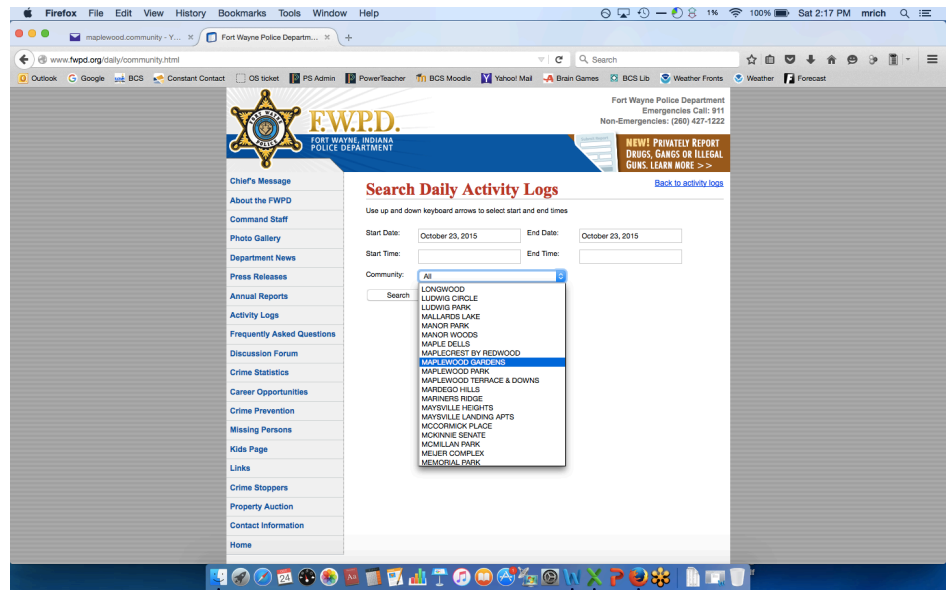 Firefox File Edit View History Bookmarks Tools Window Help 1% 100% Sat 2:17 PM mrich
maplewood.community - Y... × Fort Wayne Police Departm... × +
www.fwpd.org/daily/community.html Search
Outlook Google BCS Constant Contact OS ticket PS Admin PowerTeacher BCS Moodle Yahoo! Mail Brain Games BCS Lib Weather Fronts Weather Forecast
F.W.P.D.
FORT WAYNE, INDIANA
POLICE DEPARTMENT
Fort Wayne Police Department
Emergencies Call: 911
Non-Emergencies: (260) 427-1222
NEW! PRIVATELY REPORT
DRUGS, GANGS OR ILLEGAL
GUNS. LEARN MORE > >
Chief's Message
About the FWPD
Command Staff
Photo Gallery
Department News
Press Releases
Annual Reports
Activity Logs
Frequently Asked Questions
Discussion Forum
Crime Statistics
Career Opportunities
Crime Prevention
Missing Persons
Kids Page
Links
Crime Stoppers
Property Auction
Contact Information
Home
Back to activity logs
Search Daily Activity Logs
Use up and down keyboard arrows to select start and end times
Start Date: October 23, 2015 End Date: October 23, 2015
Start Time: End Time:
Community: All
Search
LONGWOOD
LUDWIG CIRCLE
LUDWIG PARK
MALLARDS LAKE
MANOR PARK
MANOR WOODS
MAPLE DELLS
MAPLECREST BY REDWOOD
MAPLEWOOD GARDENS
MAPLEWOOD PARK
MAPLEWOOD TERRACE & DOWNS
MARDEGO HILLS
MARINERS RIDGE
MAYSVILLE HEIGHTS
MAYSVILLE LANDING APTS
MCCORMICK PLACE
MCKINNIE SENATE
MCMILLAN PARK
MEIJER COMPLEX
MEMORIAL PARK
24